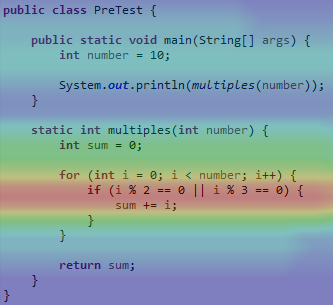 public class PreTest {
    public static void main(String[] args) {
        int number = 10;
        System.out.println(multiples(number));
    }
    static int multiples(int number) {
        int sum = 0;
        for (int i = 0; i < number; i++) {
            if (i % 2 == 0 || i % 3 == 0) {
                sum += i;
            }
        }
        return sum;
    }
}